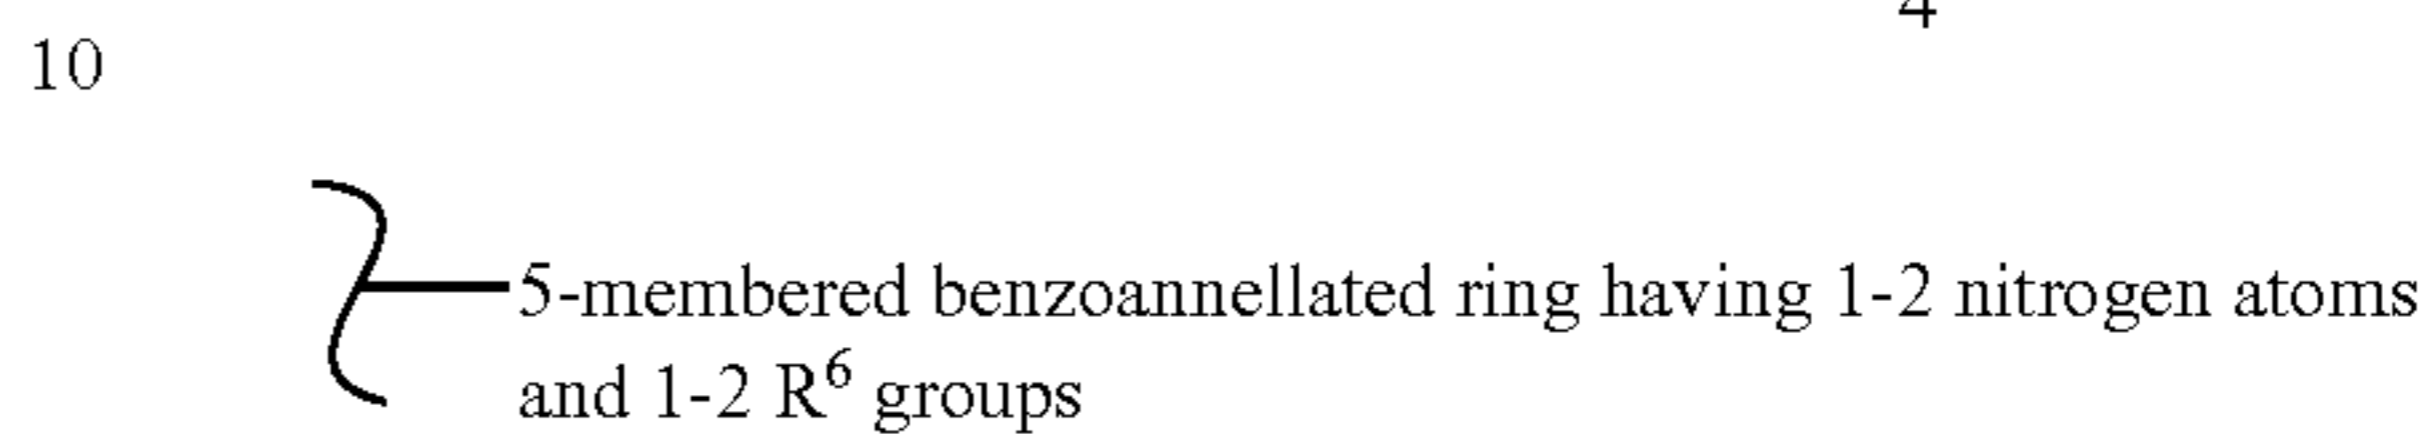 4
10
5-membered benzoannellated ring having 1-2 nitrogen atoms
and 1-2 R⁶ groups